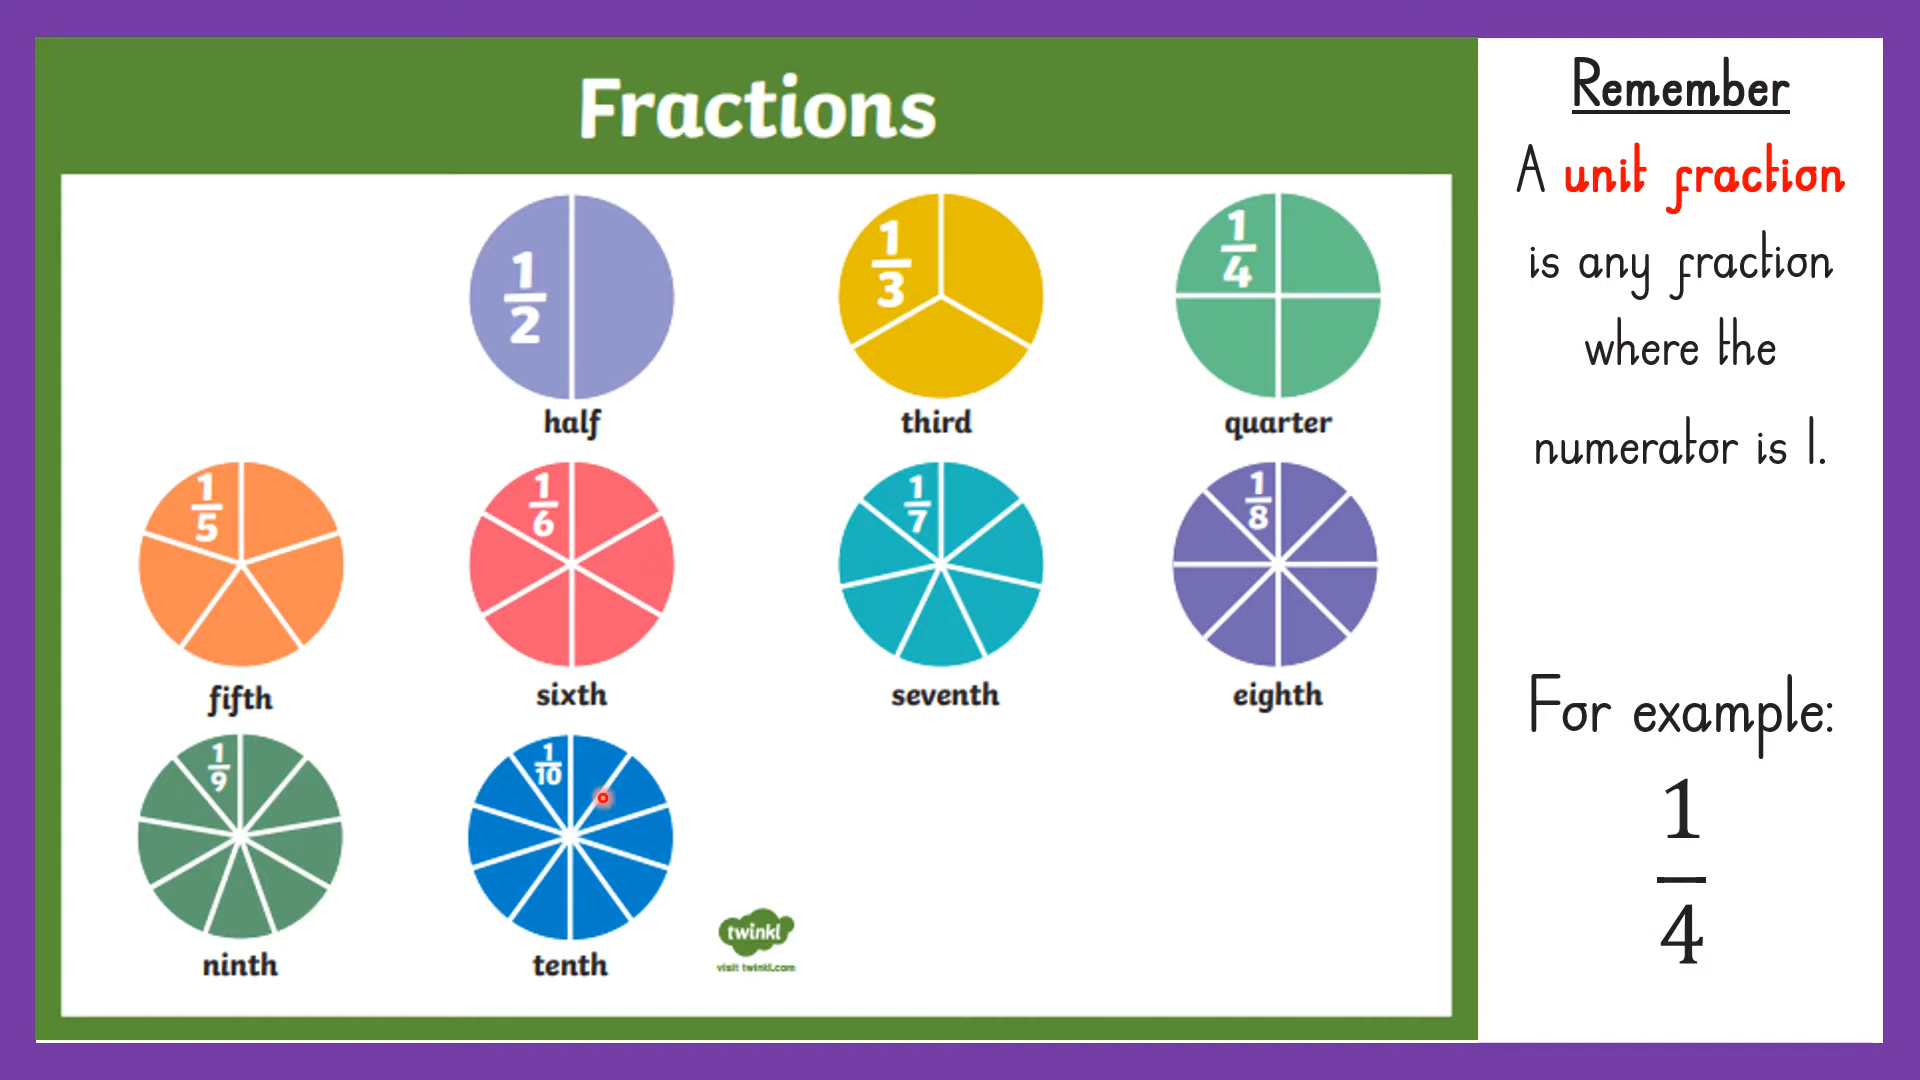 Fractions
1/2
1/3
1/4
half
third
quarter
1/5
1/6
1/7
1/8
fifth
sixth
seventh
eighth
1/9
1/10
ninth
tenth
twinkl
visit twinkl.com
Remember
A unit fraction
is any fraction
where the
numerator is 1.
For example:
1/4